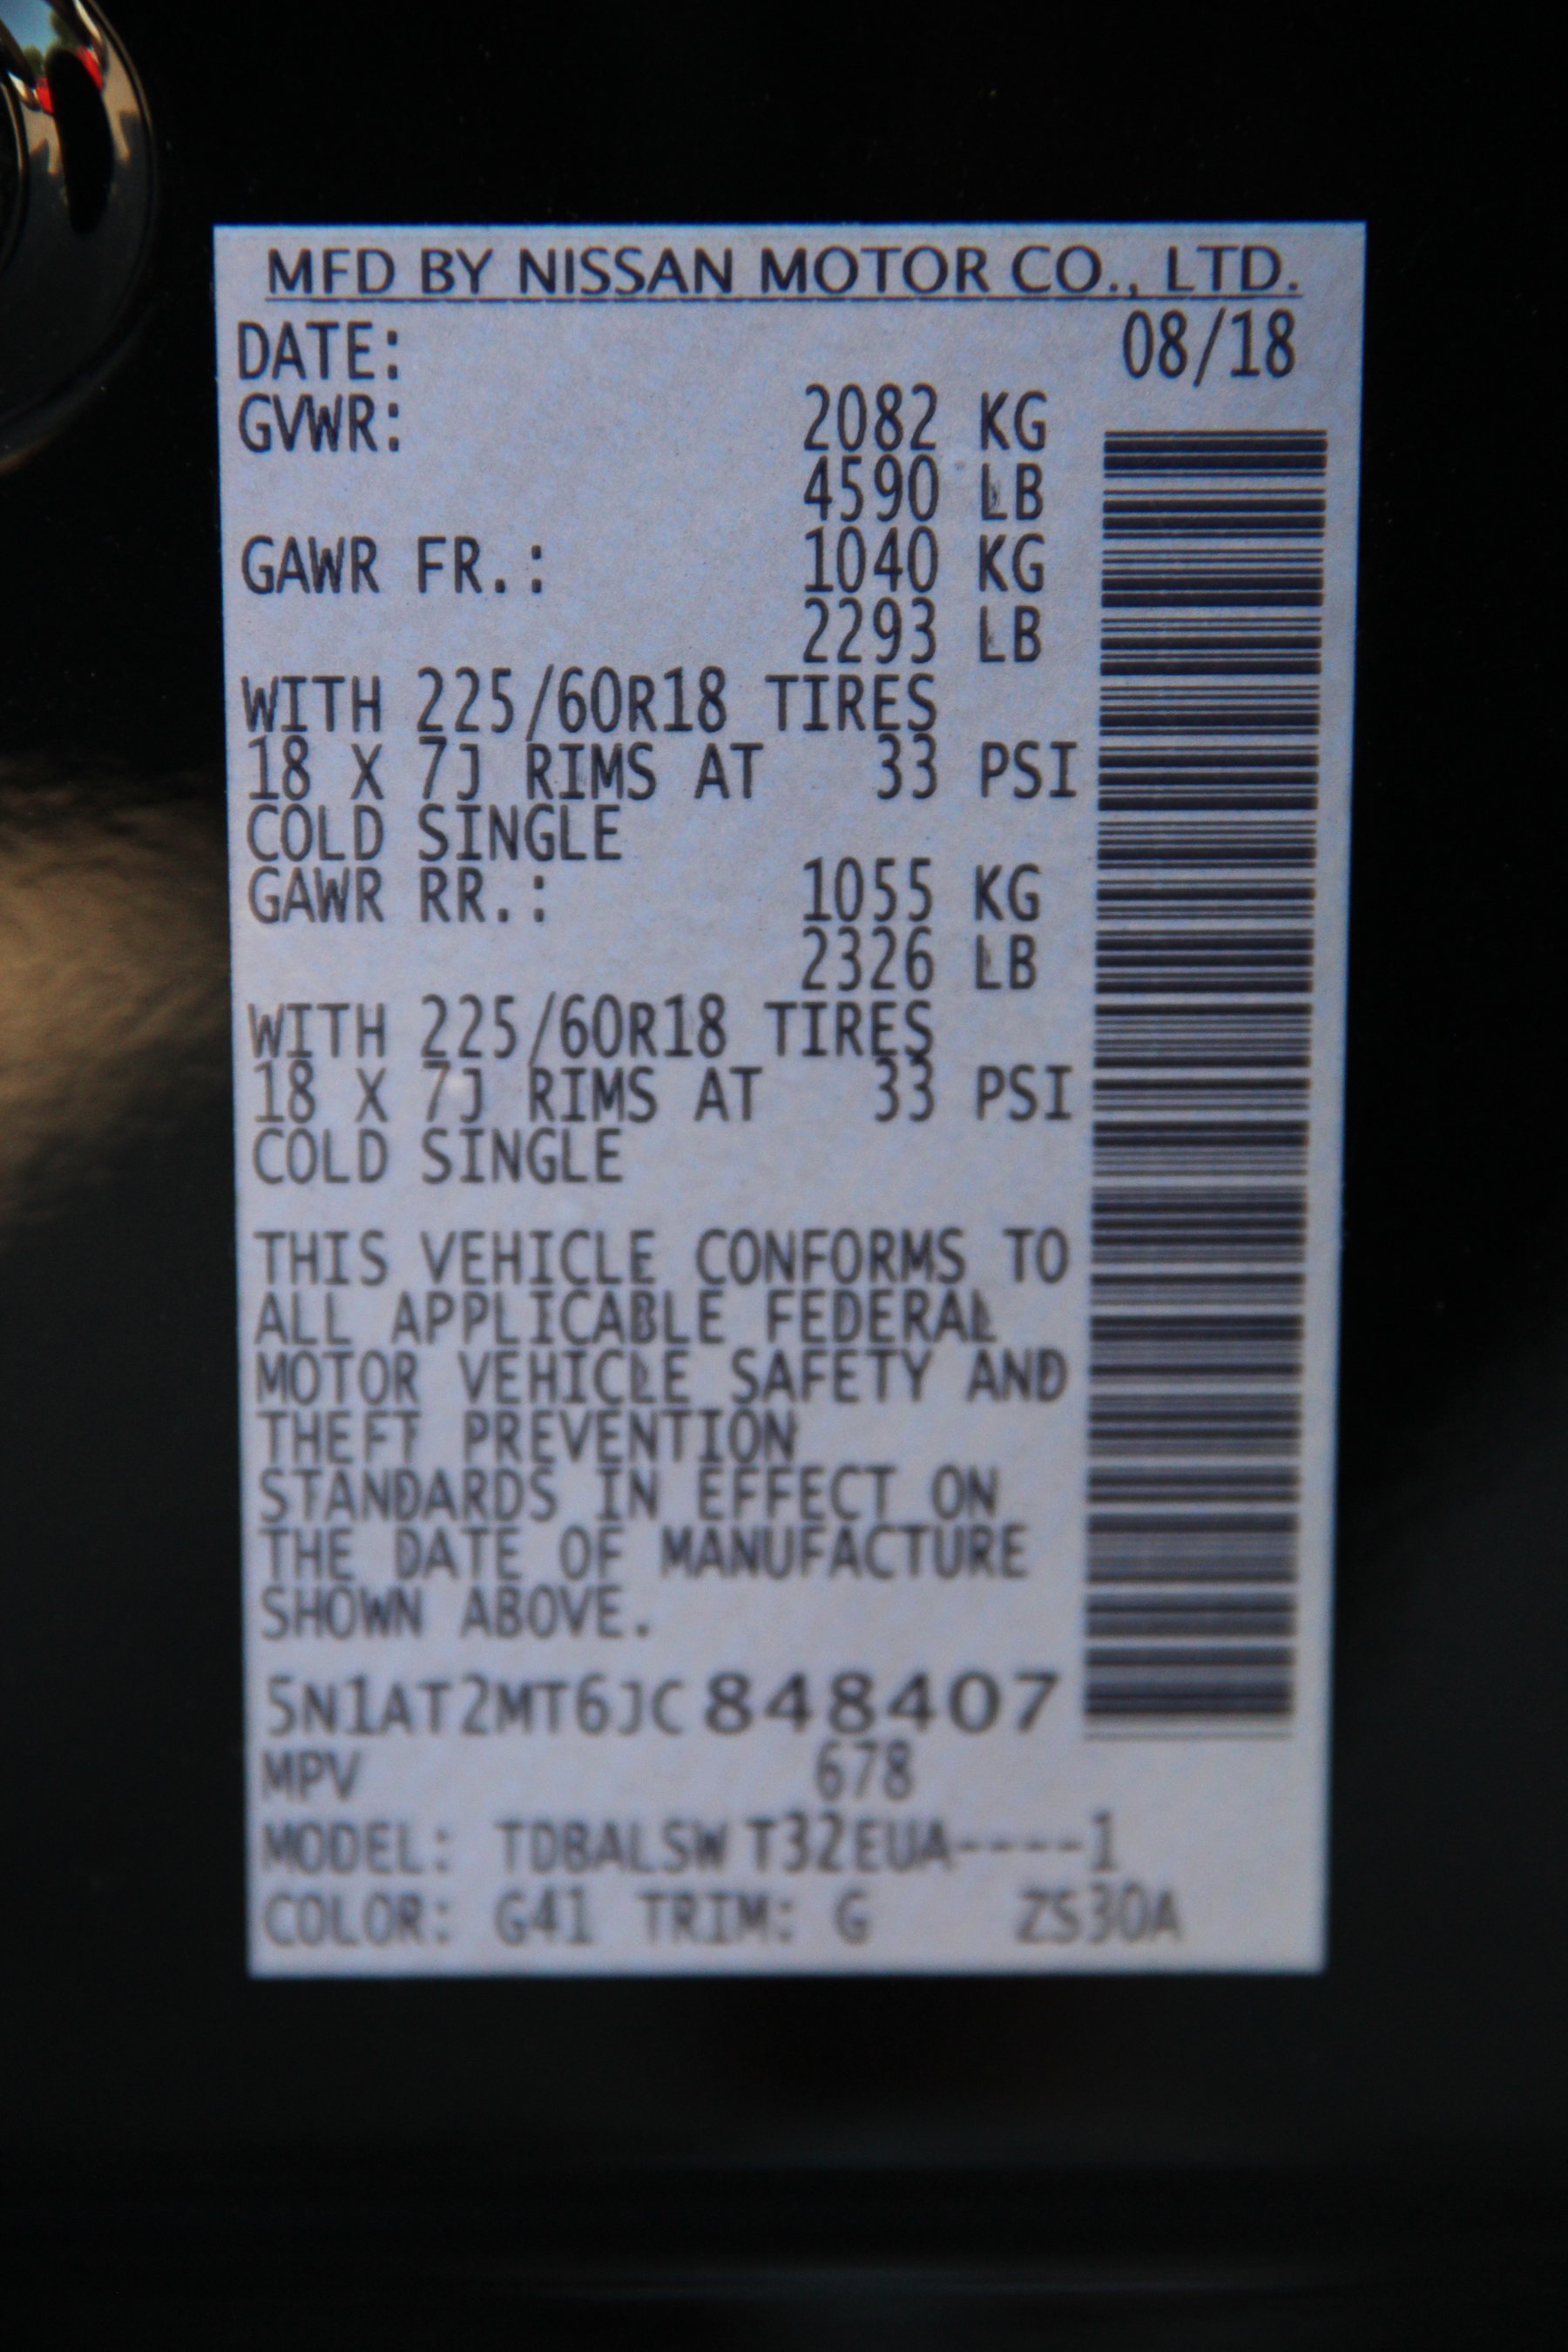 MFD BY NISSAN MOTOR CO., LTD.
DATE: 08/18
GVWR: 2082 KG
4590 LB
GAWR FR.: 1040 KG
2293 LB
WITH 225/60R18 TIRES
18 X 7J RIMS AT 33 PSI
COLD SINGLE
GAWR RR.: 1055 KG
2326 LB
WITH 225/60R18 TIRES
18 X 7J RIMS AT 33 PSI
COLD SINGLE
THIS VEHICLE CONFORMS TO
ALL APPLICABLE FEDERAL
MOTOR VEHICLE SAFETY AND
THEFT PREVENTION
STANDARDS IN EFFECT ON
THE DATE OF MANUFACTURE
SHOWN ABOVE.
5N1AT2MT6JC848407
MPV 678
MODEL: TDBALSW T32EUA----1
COLOR: G41 TRIM: G ZS30A